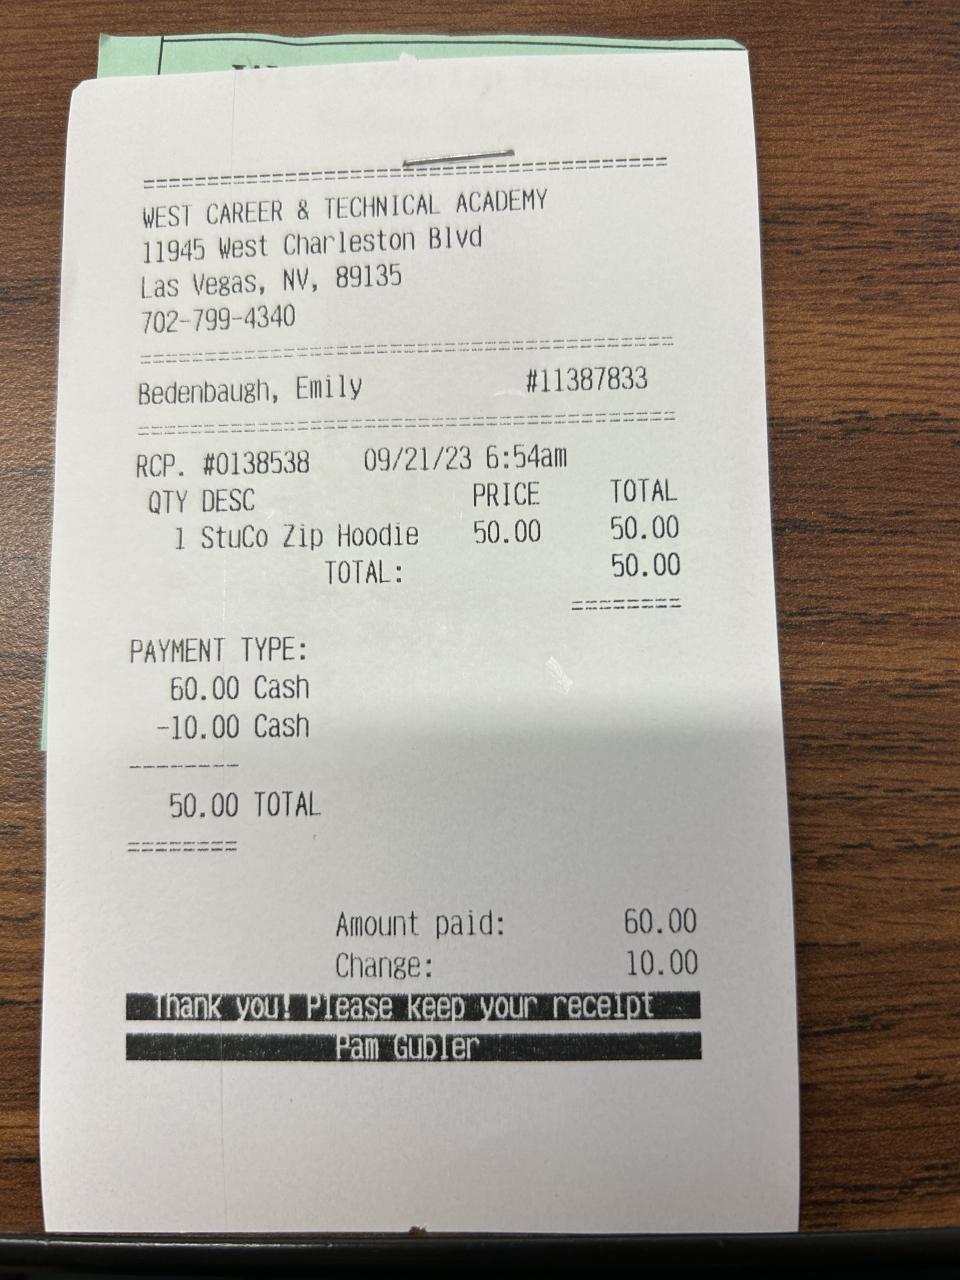 =======================================
WEST CAREER & TECHNICAL ACADEMY
11945 West Charleston Blvd
Las Vegas, NV, 89135
702-799-4340
=======================================
Bedenbaugh, Emily #11387833
=======================================
RCP. #0138538 09/21/23 6:54am
QTY DESC PRICE TOTAL
1 StuCo Zip Hoodie 50.00 50.00
TOTAL: 50.00
========
PAYMENT TYPE:
60.00 Cash
-10.00 Cash
--------
50.00 TOTAL
========
Amount paid: 60.00
Change: 10.00
Thank you! Please keep your receipt
Pam Gubler